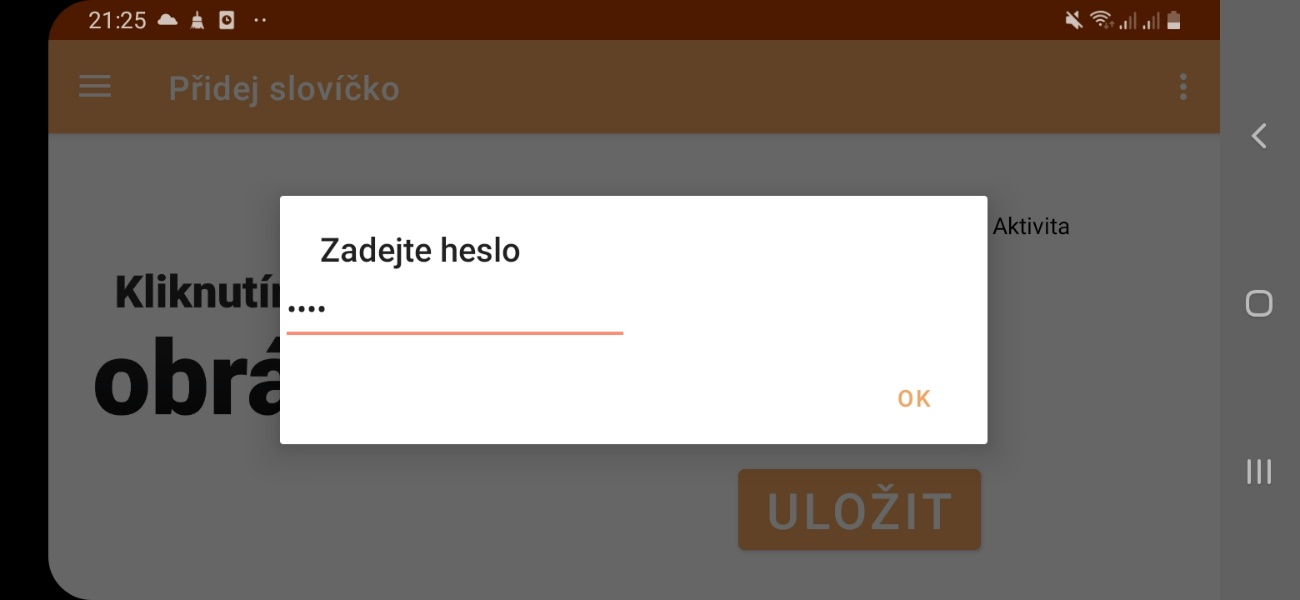 21:25
Přidej slovíčko
Aktivita
Zadejte heslo
Kliknutí
••••
obrá
OK
ULOŽIT